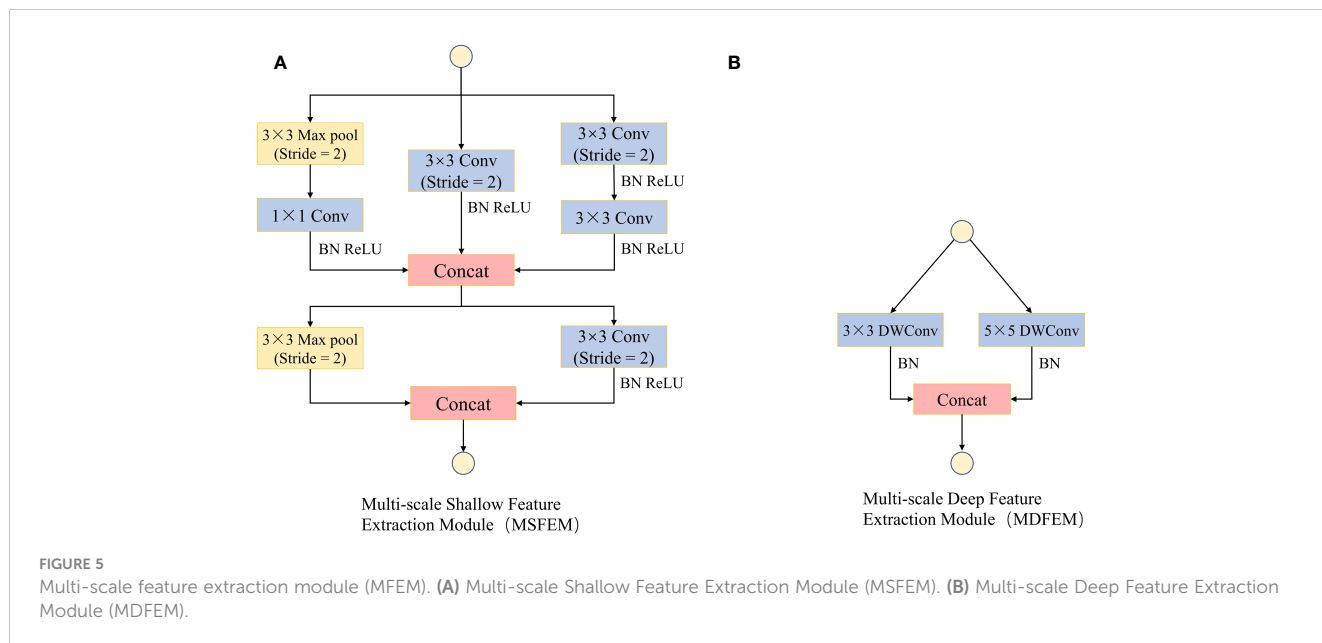 A
3×3 Max pool
(Stride = 2)
1×1 Conv
BN ReLU
3×3 Conv
(Stride = 2)
BN ReLU
3×3 Conv
(Stride = 2)
BN ReLU
3×3 Conv
BN ReLU
Concat
3×3 Max pool
(Stride = 2)
3×3 Conv
(Stride = 2)
BN ReLU
Concat
Multi-scale Shallow Feature
Extraction Module（MSFEM）
B
3×3 DWConv
5×5 DWConv
BN
BN
Concat
Multi-scale Deep Feature
Extraction Module（MDFEM）
FIGURE 5
Multi-scale feature extraction module (MFEM). (A) Multi-scale Shallow Feature Extraction Module (MSFEM). (B) Multi-scale Deep Feature Extraction
Module (MDFEM).